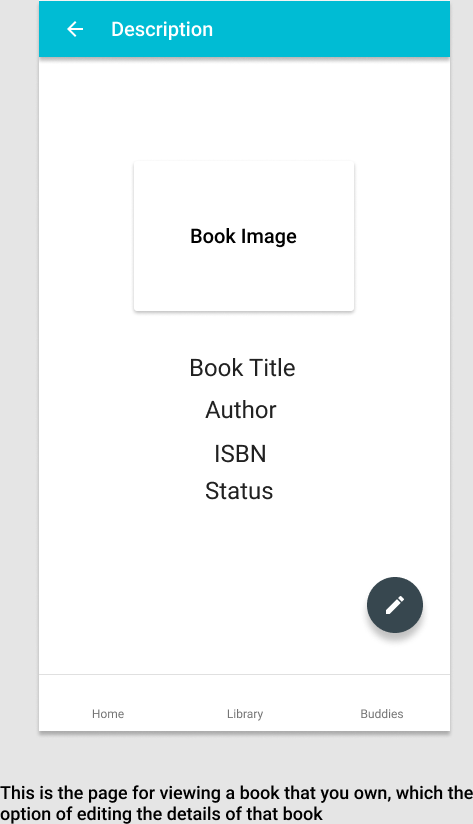 Description
Book Image
Book Title
Author
ISBN
Status
Home Library Buddies
This is the page for viewing a book that you own, which the
option of editing the details of that book